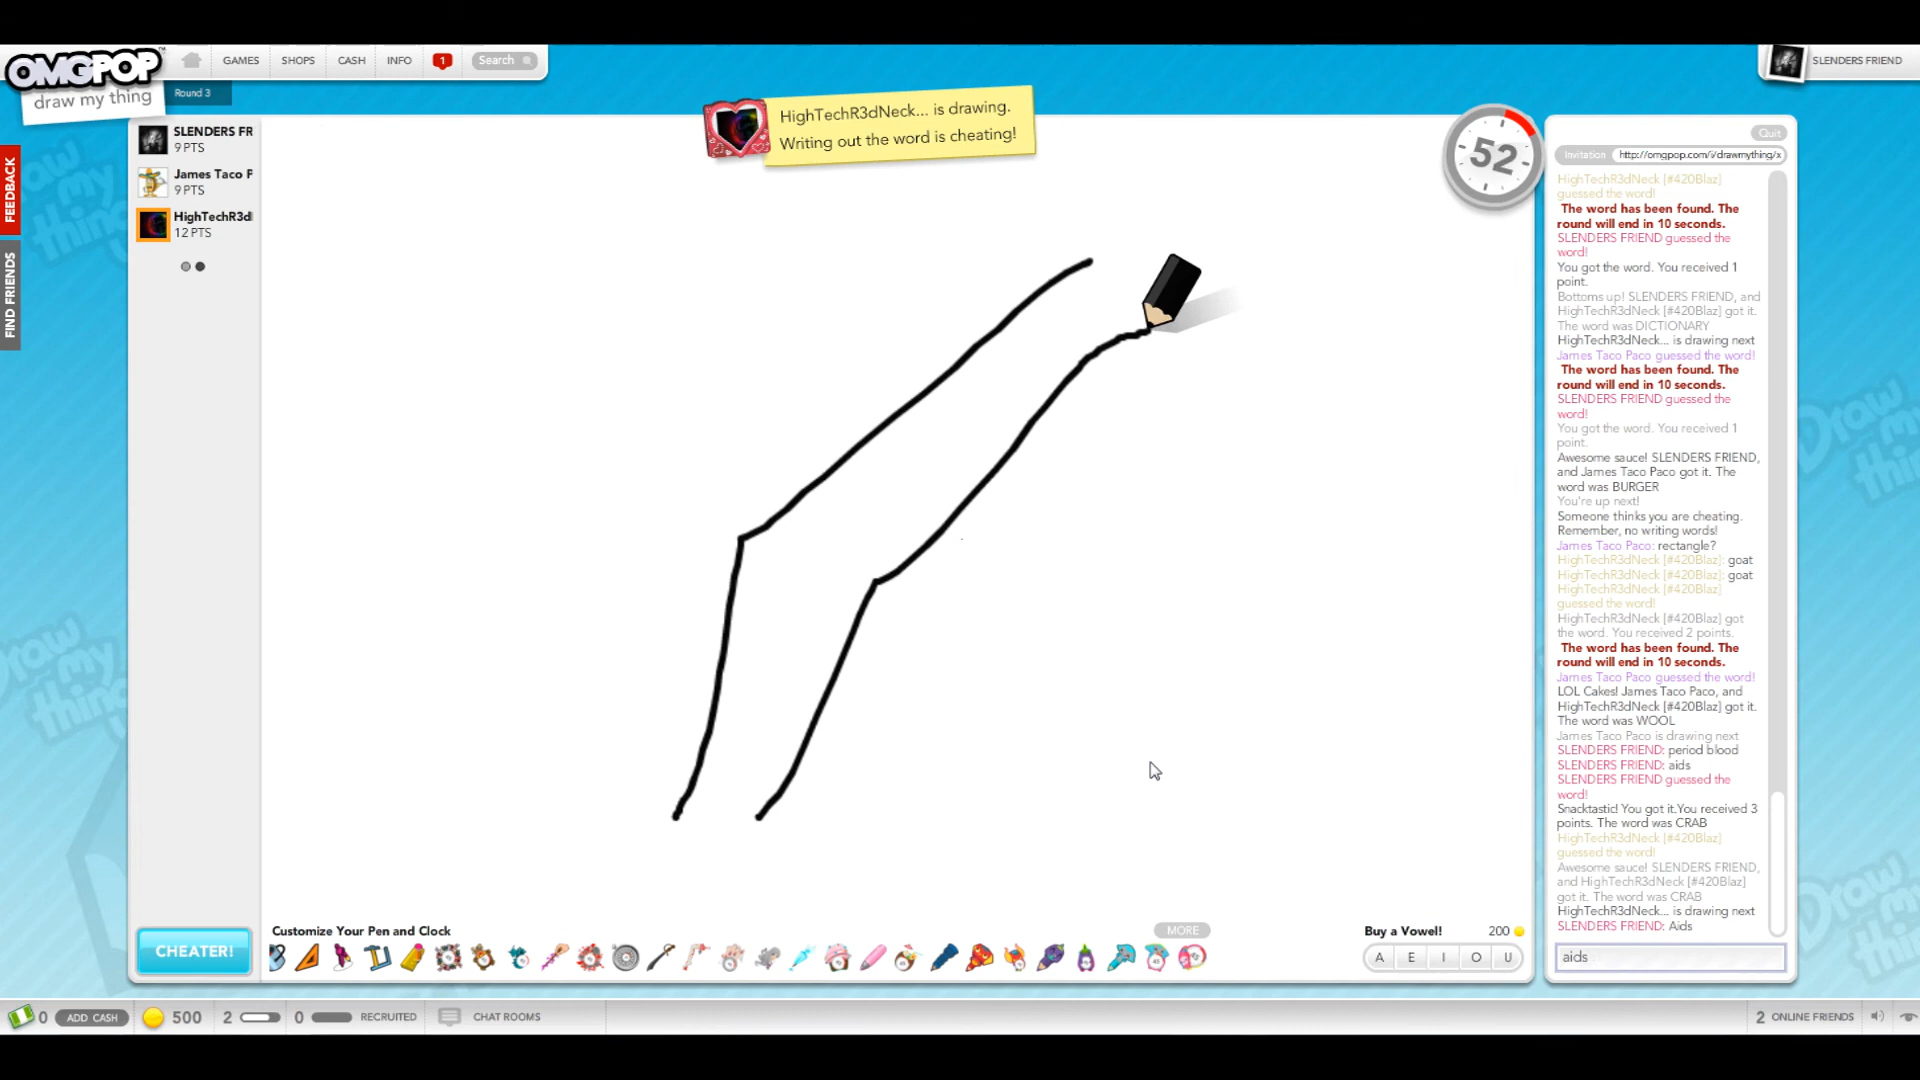 OMGPOP
draw my thing
GAMES
SHOPS
CASH
INFO
1
Search
SLENDERS FRIEND
Round 3
FEEDBACK
FIND FRIENDS
SLENDERS FR
9 PTS
James Taco P
9 PTS
HighTechR3d
12 PTS
HighTechR3dNeck... is drawing.
Writing out the word is cheating!
52
Quit
Invitation
http://omgpop.com/i/drawmything/x
HighTechR3dNeck [#420Blaz]
guessed the word!
The word has been found. The
round will end in 10 seconds.
SLENDERS FRIEND guessed the
word!
You got the word. You received 1
point.
Bottoms up! SLENDERS FRIEND, and
HighTechR3dNeck [#420Blaz] got it.
The word was DICTIONARY
HighTechR3dNeck... is drawing next
James Taco Paco guessed the word!
The word has been found. The
round will end in 10 seconds.
SLENDERS FRIEND guessed the
word!
You got the word. You received 1
point.
Awesome sauce! SLENDERS FRIEND,
and James Taco Paco got it. The
word was BURGER
You're up next!
Someone thinks you are cheating.
Remember, no writing words!
James Taco Paco: rectangle?
HighTechR3dNeck [#420Blaz]: goat
HighTechR3dNeck [#420Blaz]: goat
HighTechR3dNeck [#420Blaz]
guessed the word!
HighTechR3dNeck [#420Blaz] got
the word. You received 2 points.
The word has been found. The
round will end in 10 seconds.
James Taco Paco guessed the word!
LOL Cakes! James Taco Paco, and
HighTechR3dNeck [#420Blaz] got it.
The word was WOOL
James Taco Paco is drawing next
SLENDERS FRIEND: period blood
SLENDERS FRIEND: aids
SLENDERS FRIEND guessed the
word!
Snacktastic! You got it.You received 3
points. The word was CRAB
HighTechR3dNeck [#420Blaz]
guessed the word!
Awesome sauce! SLENDERS FRIEND,
and HighTechR3dNeck [#420Blaz]
got it. The word was CRAB
HighTechR3dNeck... is drawing next
SLENDERS FRIEND: Aids
aids
CHEATER!
Customize Your Pen and Clock
MORE
Buy a Vowel!
200
A E I O U
0
ADD CASH
500
2
0
RECRUITED
CHAT ROOMS
2 ONLINE FRIENDS